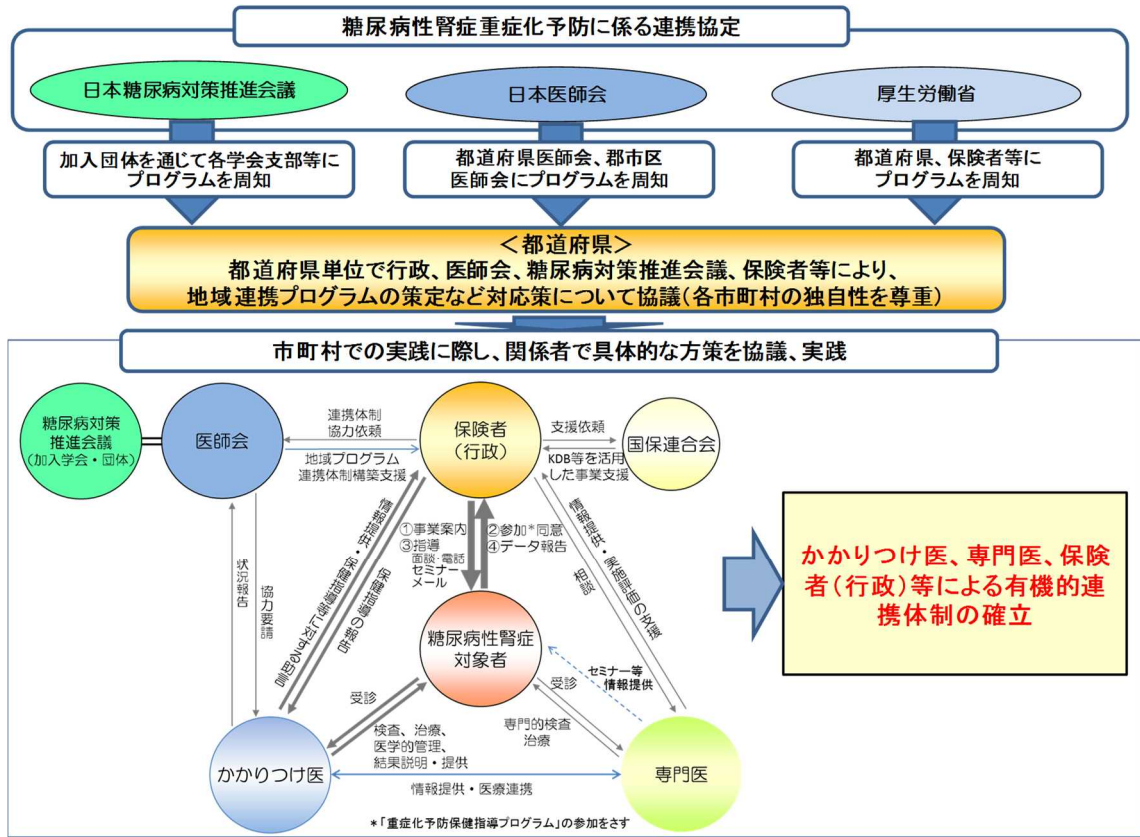 糖尿病性腎症重症化予防に係る連携協定
日本糖尿病対策推進会議
日本医師会
厚生労働省
加入団体を通じて各学会支部等に
プログラムを周知
都道府県医師会、郡市区
医師会にプログラムを周知
都道府県、保険者等に
プログラムを周知
＜都道府県＞
都道府県単位で行政、医師会、糖尿病対策推進会議、保険者等により、
地域連携プログラムの策定など対応策について協議（各市町村の独自性を尊重）
市町村での実践に際し、関係者で具体的な方策を協議、実践
糖尿病対策
推進会議
（加入学会・団体）
医師会
連携体制
協力依頼
地域プログラム
連携体制構築支援
保険者
（行政）
支援依頼
KDB等を活用
した事業支援
国保連合会
状況報告
協力要請
情報提供・保健指導等に対する助言
保健指導の報告
①事業案内
③指導
面談・電話
セミナー
メール
②参加*同意
④データ報告
情報提供・実施評価の支援
相談
糖尿病性腎症
対象者
セミナー等
情報提供
受診
検査、治療、
医学的管理、
結果説明・提供
受診
専門的検査
治療
かかりつけ医
情報提供・医療連携
専門医
*「重症化予防保健指導プログラム」の参加をさす
かかりつけ医、専門医、保険
者（行政）等による有機的連
携体制の確立